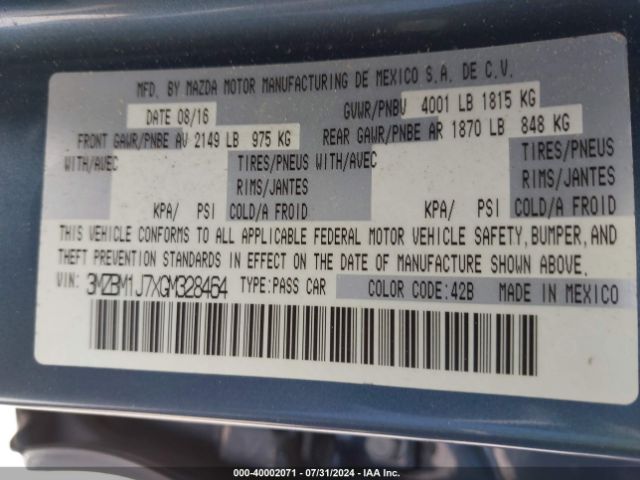 MFD. BY MAZDA MOTOR MANUFACTURING DE MEXICO S.A. DE C.V.
DATE 08/16 GVWR/PNBV 4001 LB 1815 KG
FRONT GAWR/PNBE AV 2149 LB 975 KG REAR GAWR/PNBE AR 1870 LB 848 KG
WITH/AVEC TIRES/PNEUS WITH/AVEC TIRES/PNEUS
RIMS/JANTES RIMS/JANTES
KPA/ PSI COLD/A FROID KPA/ PSI COLD/A FROID
THIS VEHICLE CONFORMS TO ALL APPLICABLE FEDERAL MOTOR VEHICLE SAFETY, BUMPER, AND
THEFT PREVENTION STANDARDS IN EFFECT ON THE DATE OF MANUFACTURE SHOWN ABOVE.
VIN: 3MZBM1J7XGM328464 TYPE:PASS CAR COLOR CODE:42B MADE IN MEXICO
000-40002071 - 07/31/2024 - IAA Inc.